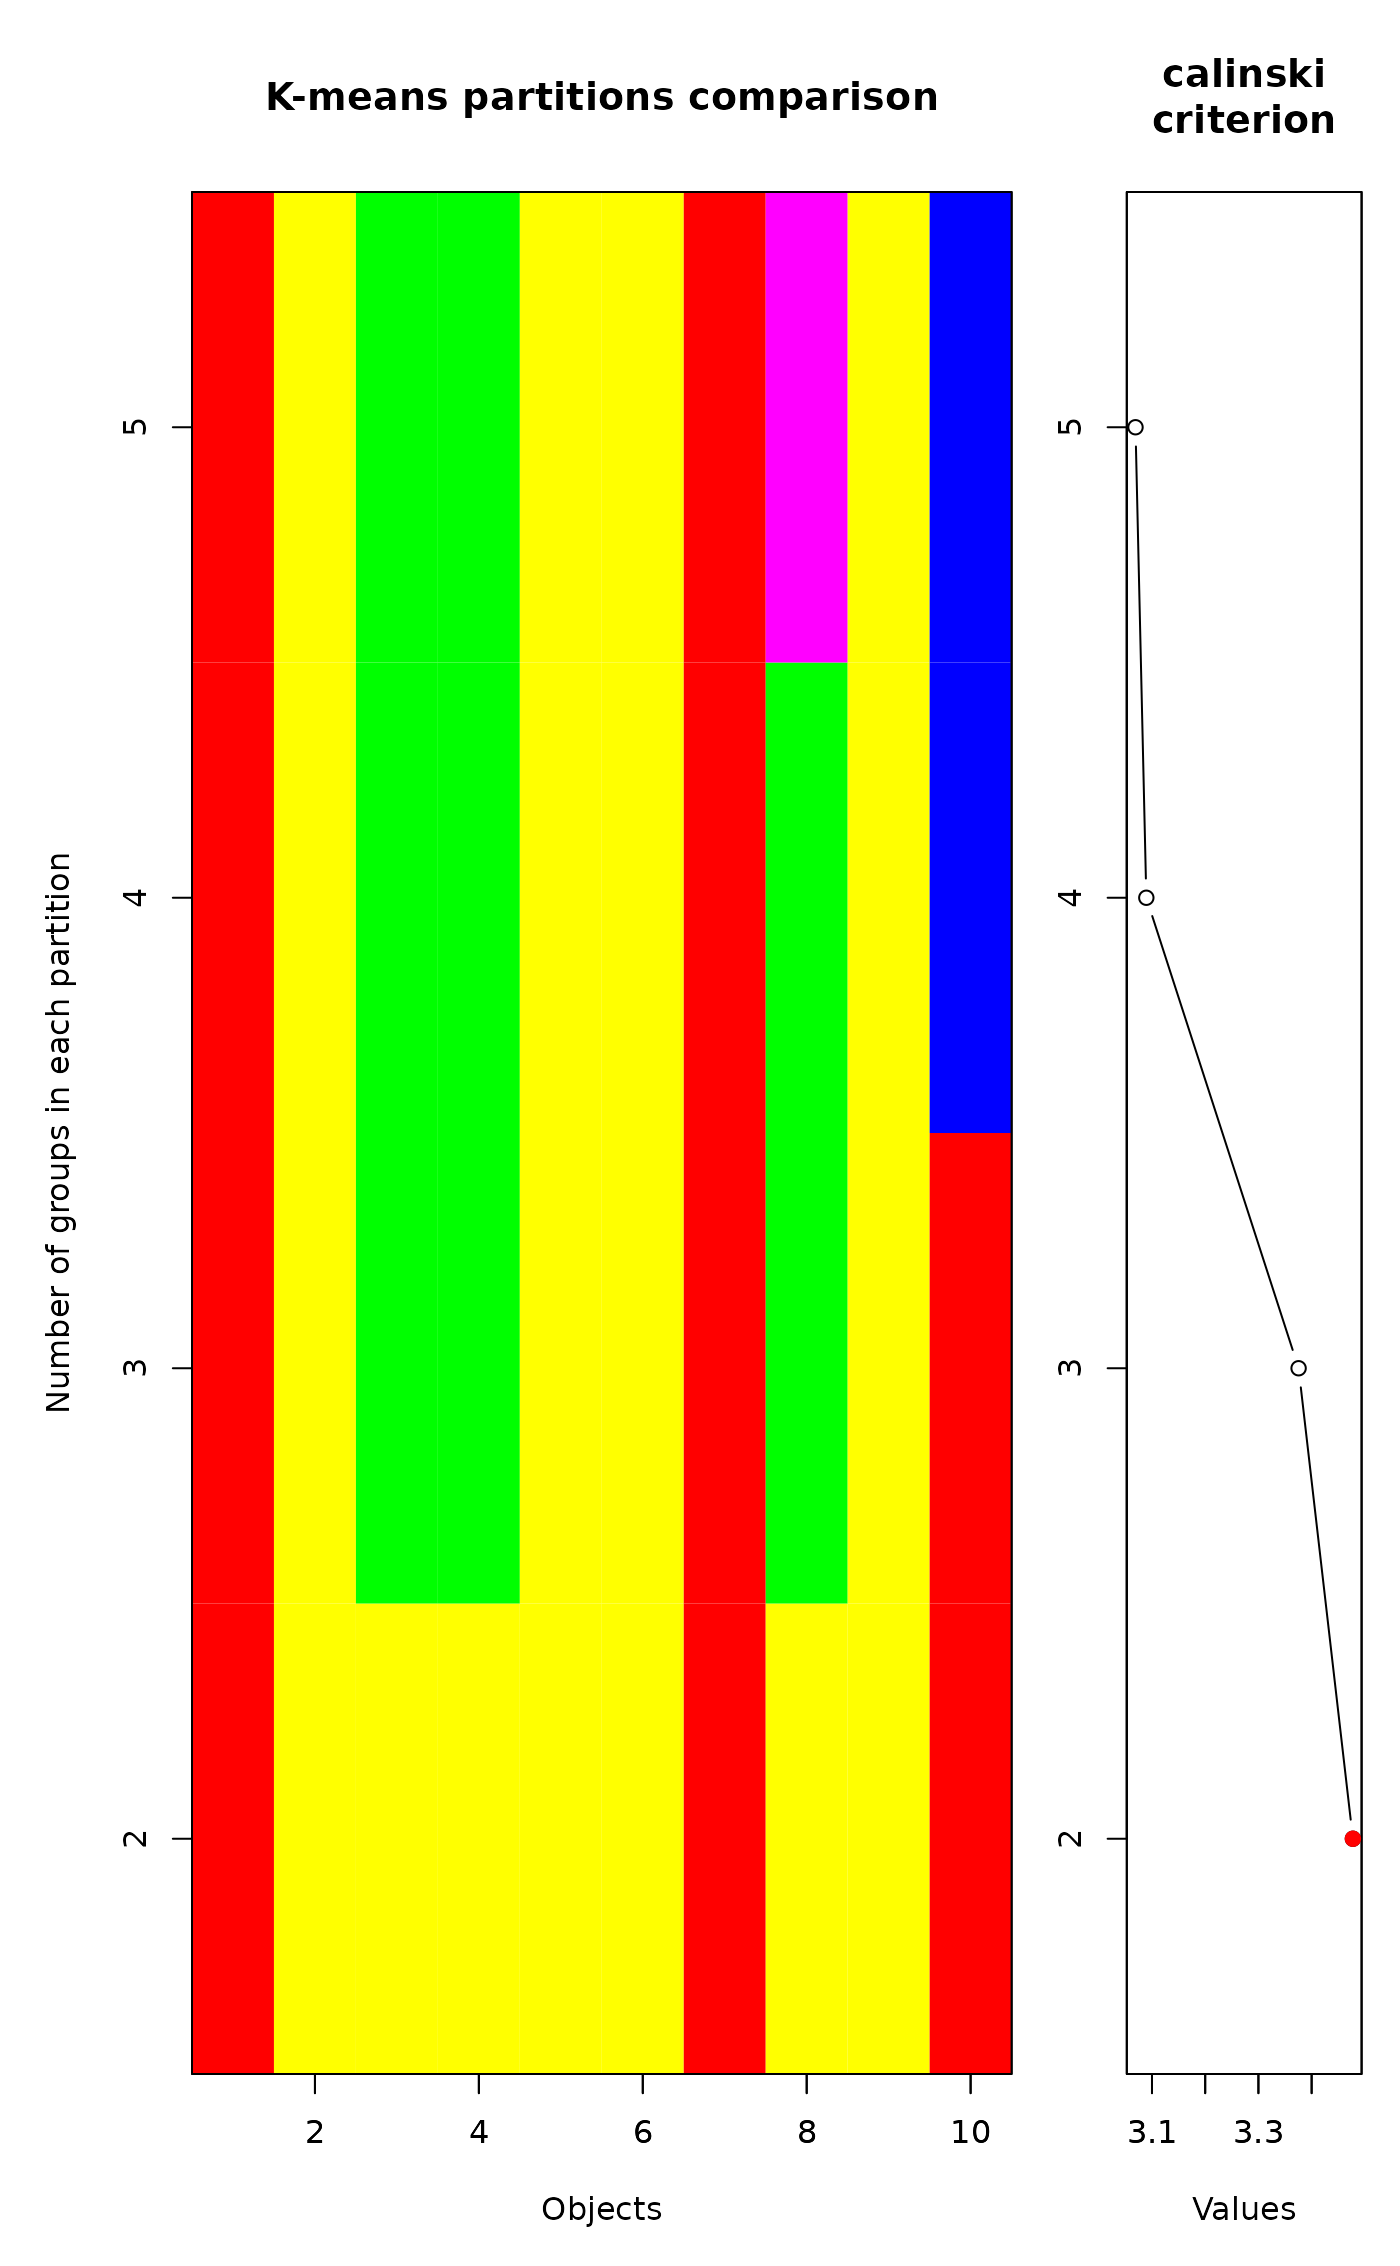 K-means partitions comparison
calinski
criterion
Number of groups in each partition
5
4
3
2
2 4 6 8 10
Objects
5
4
3
2
3.1 3.3
Values